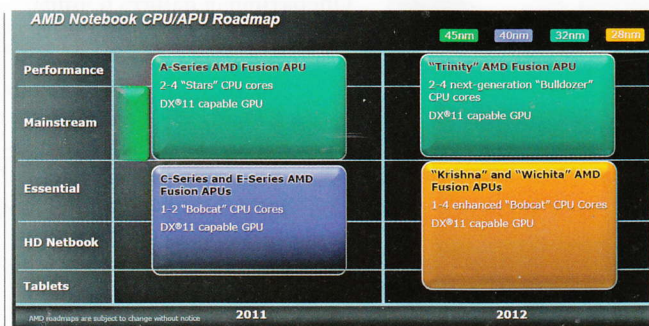 AMD Notebook CPU/APU Roadmap
45nm 40nm 32nm 28nm
Performance
Mainstream
Essential
HD Netbook
Tablets
A-Series AMD Fusion APU
2-4 “Stars” CPU cores
DX®11 capable GPU
“Trinity” AMD Fusion APU
2-4 next-generation “Bulldozer”
CPU cores
DX®11 capable GPU
C-Series and E-Series AMD
Fusion APUs
1-2 “Bobcat” CPU Cores
DX®11 capable GPU
“Krishna” and “Wichita” AMD
Fusion APUs
1-4 enhanced “Bobcat” CPU Cores
DX®11 capable GPU
AMD roadmaps are subject to change without notice
2011
2012